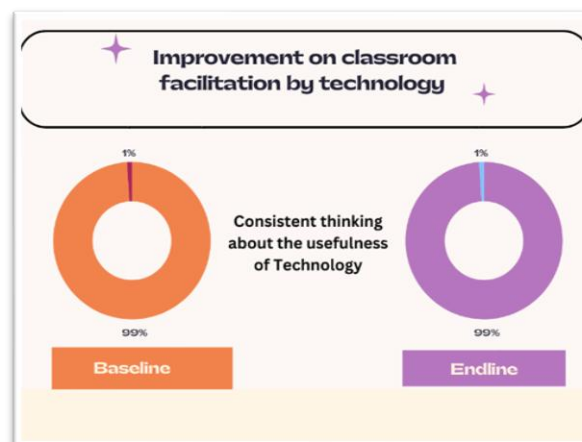 Improvement on classroom
facilitation by technology
1%
1%
Consistent thinking
about the usefulness
of Technology
99%
99%
Baseline
Endline